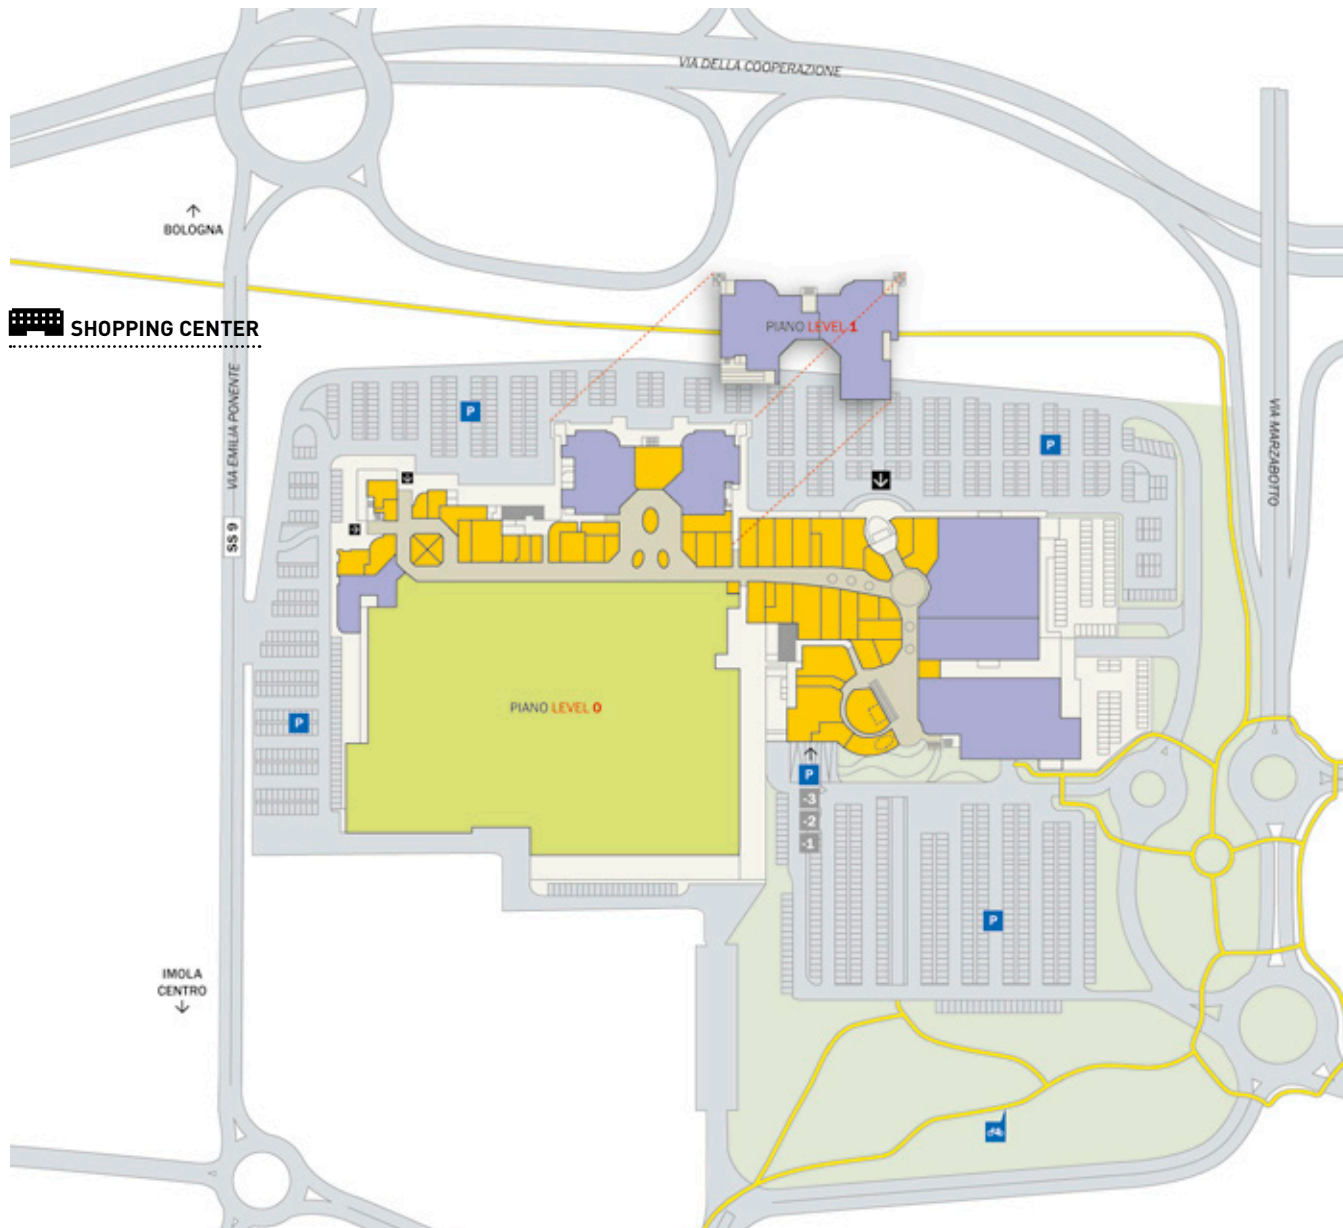 VIA DELLA COOPERAZIONE
BOLOGNA
SHOPPING CENTER
PIANO LEVEL 1
VIA EMILIA PONENTE
P
P
VIA MARZABOTTO
SS 9
P
PIANO LEVEL 0
P
-3
-2
-1
P
IMOLA
CENTRO